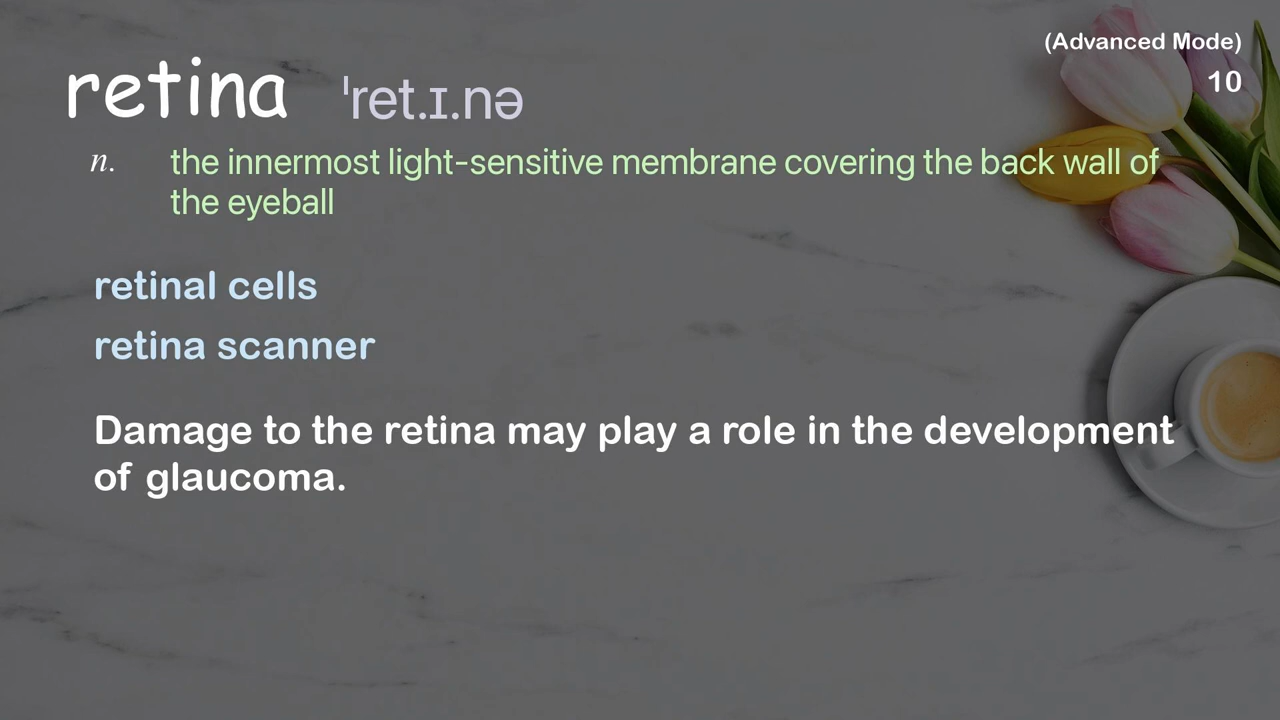 (Advanced Mode)
retina ˈret.ɪ.nə
10
n. the innermost light-sensitive membrane covering the back wall of
the eyeball
retinal cells
retina scanner
Damage to the retina may play a role in the development
of glaucoma.